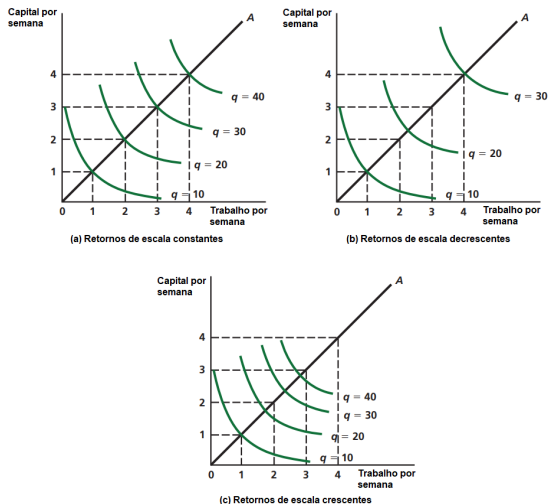 Capital por
semana
A
4
3
2
1
0
1
2
3
4
q = 40
q = 30
q = 20
q = 10
Trabalho por
semana
(a) Retornos de escala constantes
Capital por
semana
A
4
3
2
1
0
1
2
3
4
q = 30
q = 20
q = 10
Trabalho por
semana
(b) Retornos de escala decrescentes
Capital por
semana
A
4
3
2
1
0
1
2
3
4
q = 40
q = 30
q = 20
q = 10
Trabalho por
semana
(c) Retornos de escala crescentes